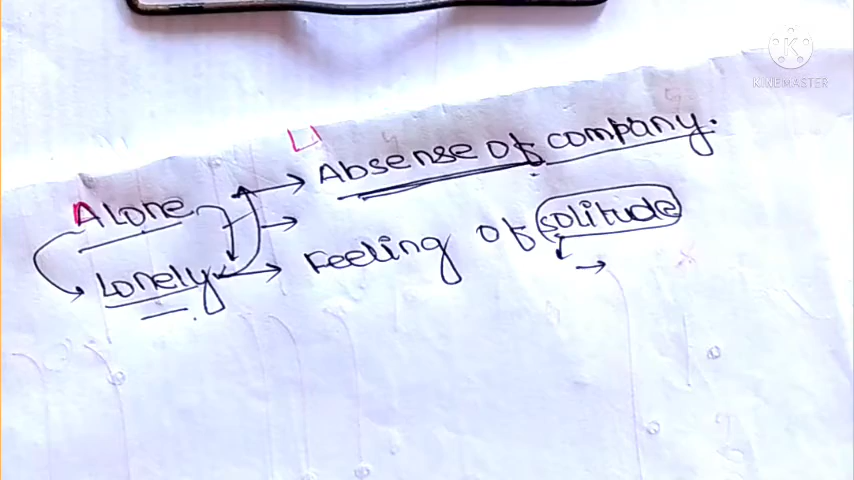 KINEMASTER
Alone → Absense of company.
Lonely → Feeling of solitude